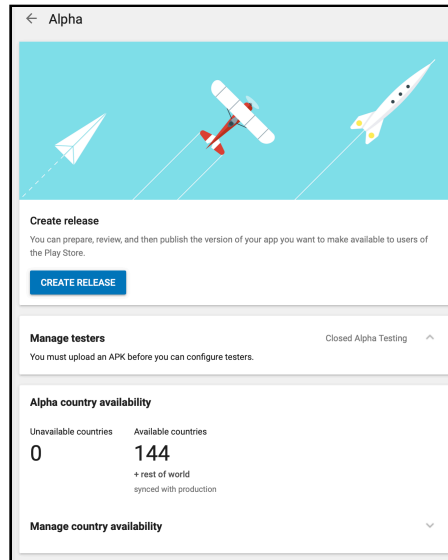 Alpha
Create release
You can prepare, review, and then publish the version of your app you want to make available to users of
the Play Store.
CREATE RELEASE
Manage testers
Closed Alpha Testing
You must upload an APK before you can configure testers.
Alpha country availability
Unavailable countries
Available countries
0
144
+ rest of world
synced with production
Manage country availability